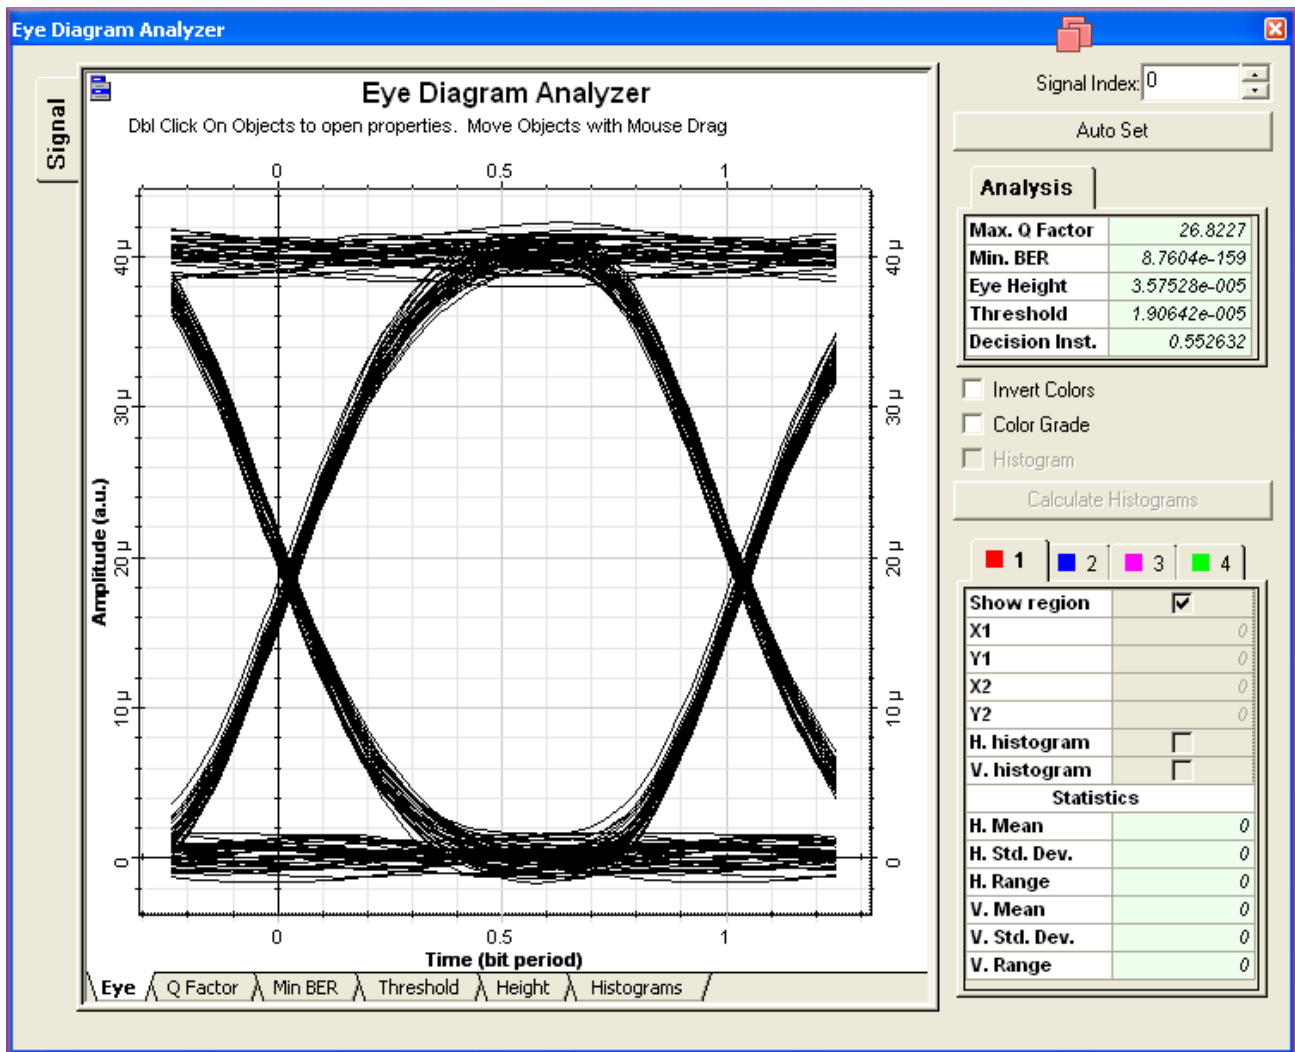 Eye Diagram Analyzer
Signal
Eye Diagram Analyzer
Dbl Click On Objects to open properties. Move Objects with Mouse Drag
0 0.5 1
40 µ 40 µ
30 µ 30 µ
Amplitude (a.u.)
20 µ 20 µ
10 µ 10 µ
0 0
0 0.5 1
Time (bit period)
Eye Q Factor Min BER Threshold Height Histograms
Signal Index: 0
Auto Set
Analysis
Max. Q Factor 26.8227
Min. BER 8.7604e-159
Eye Height 3.57528e-005
Threshold 1.90642e-005
Decision Inst. 0.552632
Invert Colors
Color Grade
Histogram
Calculate Histograms
1 2 3 4
Show region
X1 0
Y1 0
X2 0
Y2 0
H. histogram
V. histogram
Statistics
H. Mean 0
H. Std. Dev. 0
H. Range 0
V. Mean 0
V. Std. Dev. 0
V. Range 0